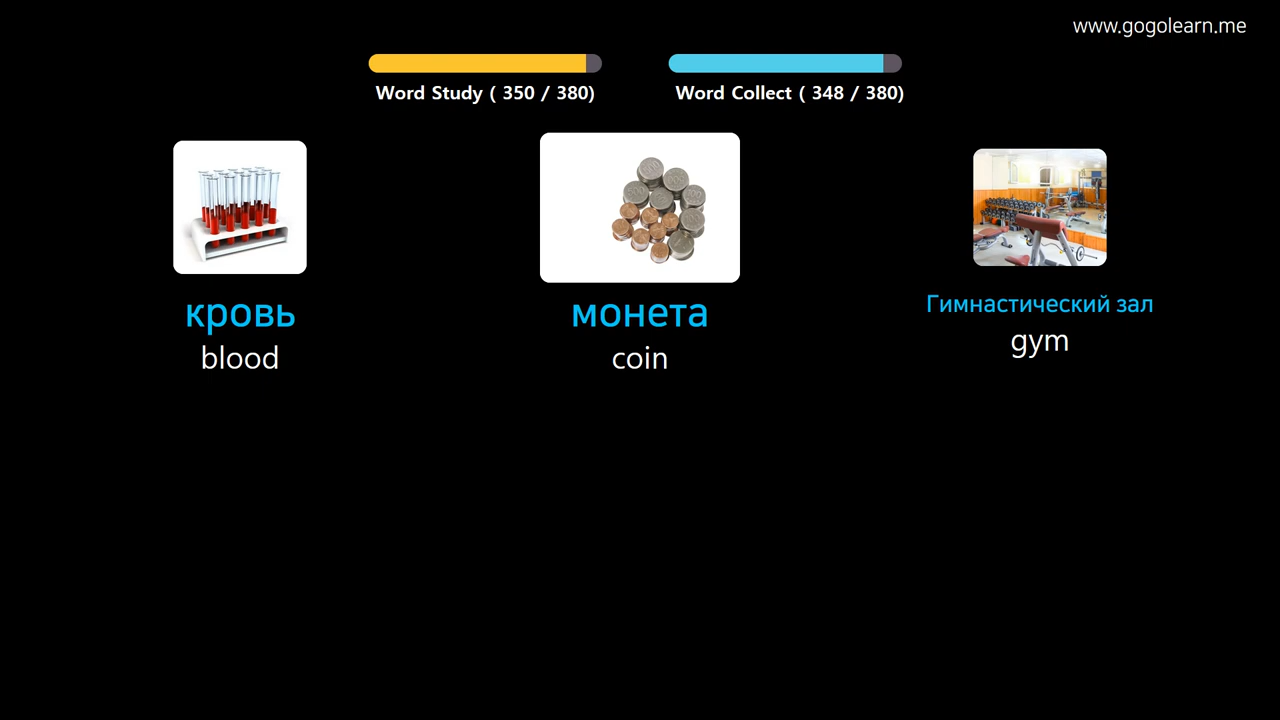 www.gogolearn.me
Word Study ( 350 / 380)
Word Collect ( 348 / 380)
кровь
blood
монета
coin
Гимнастический зал
gym